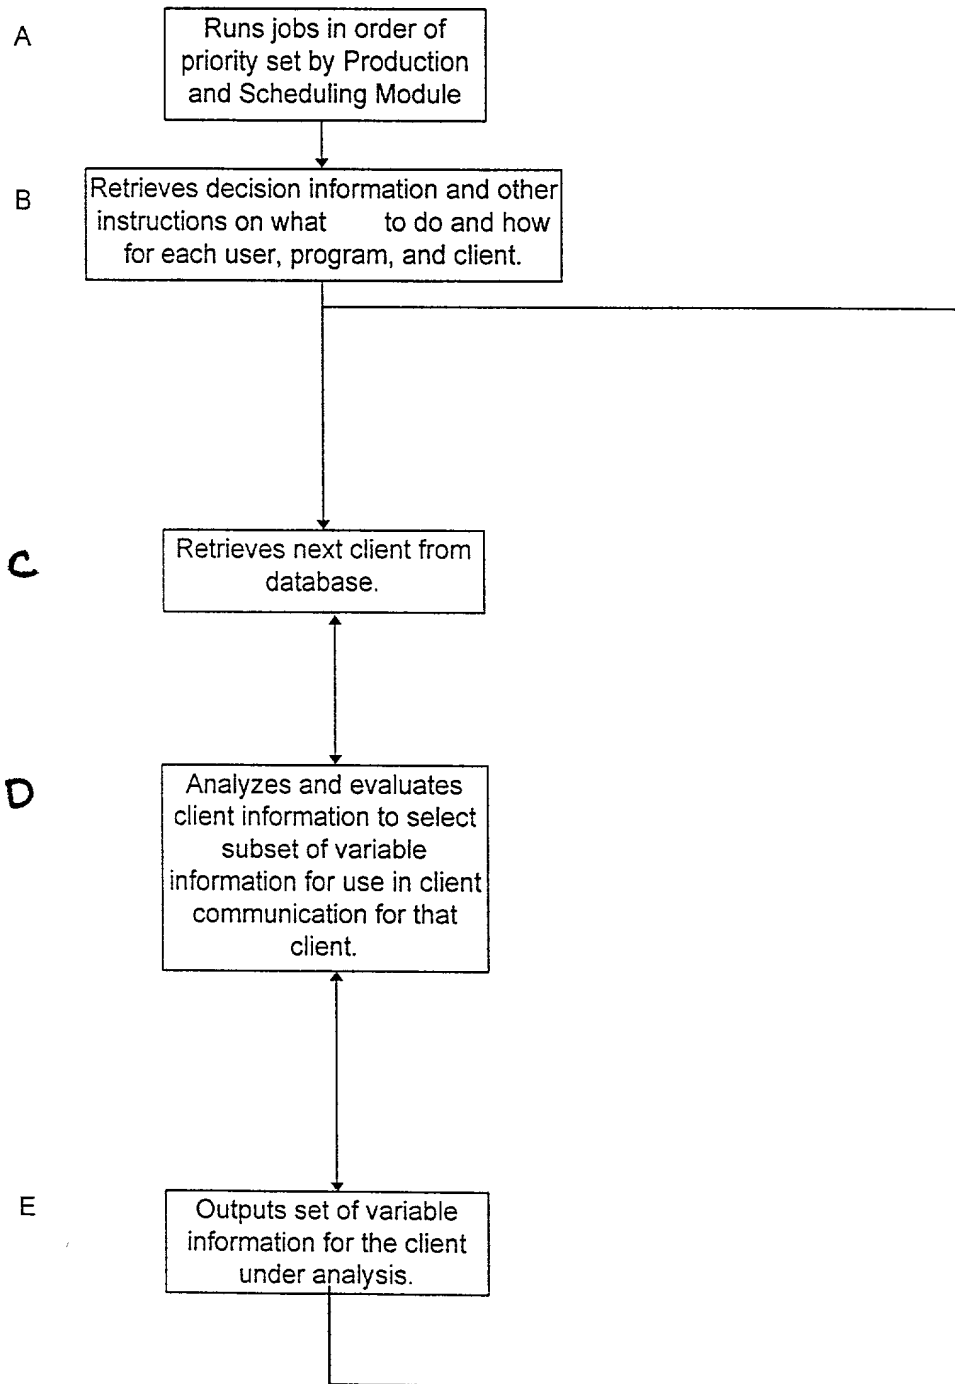 A
Runs jobs in order of
priority set by Production
and Scheduling Module
B
Retrieves decision information and other
instructions on what to do and how
for each user, program, and client.
C
Retrieves next client from
database.
D
Analyzes and evaluates
client information to select
subset of variable
information for use in client
communication for that
client.
E
Outputs set of variable
information for the client
under analysis.